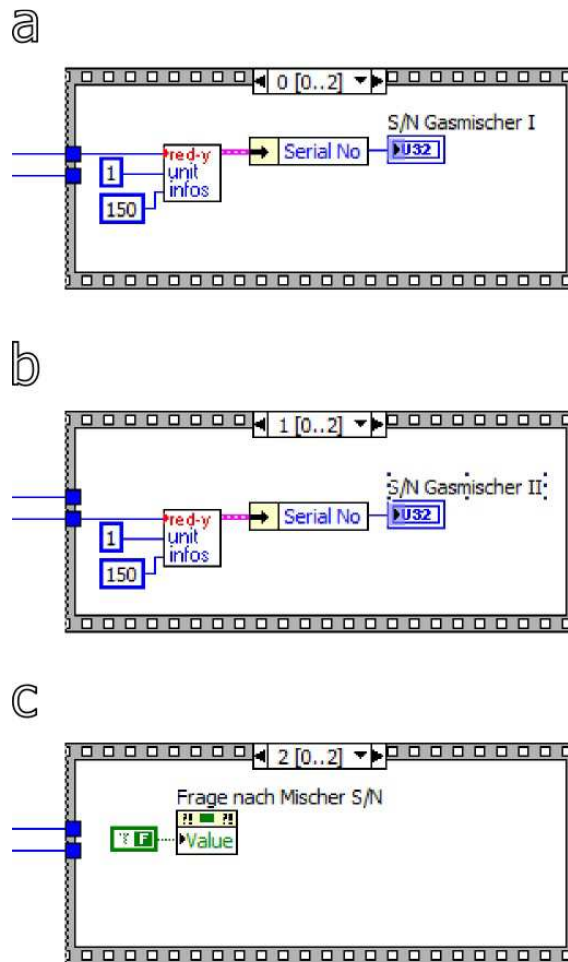 a
0 [0..2]
S/N Gasmischer I
red-y
unit
infos
1
150
Serial No
U32
b
1 [0..2]
S/N Gasmischer II
red-y
unit
infos
1
150
Serial No
U32
c
2 [0..2]
Frage nach Mischer S/N
?! ?!
F
Value